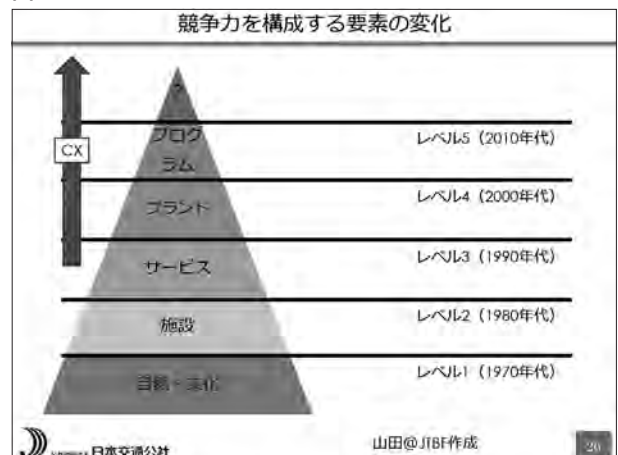 競争力を構成する要素の変化
?
CX
プログ
ラム
レベル5（2010年代）
ブランド
レベル4（2000年代）
サービス
レベル3（1990年代）
施設
レベル2（1980年代）
自然・文化
レベル1（1970年代）
日本交通公社
山田@JTBF作成
20